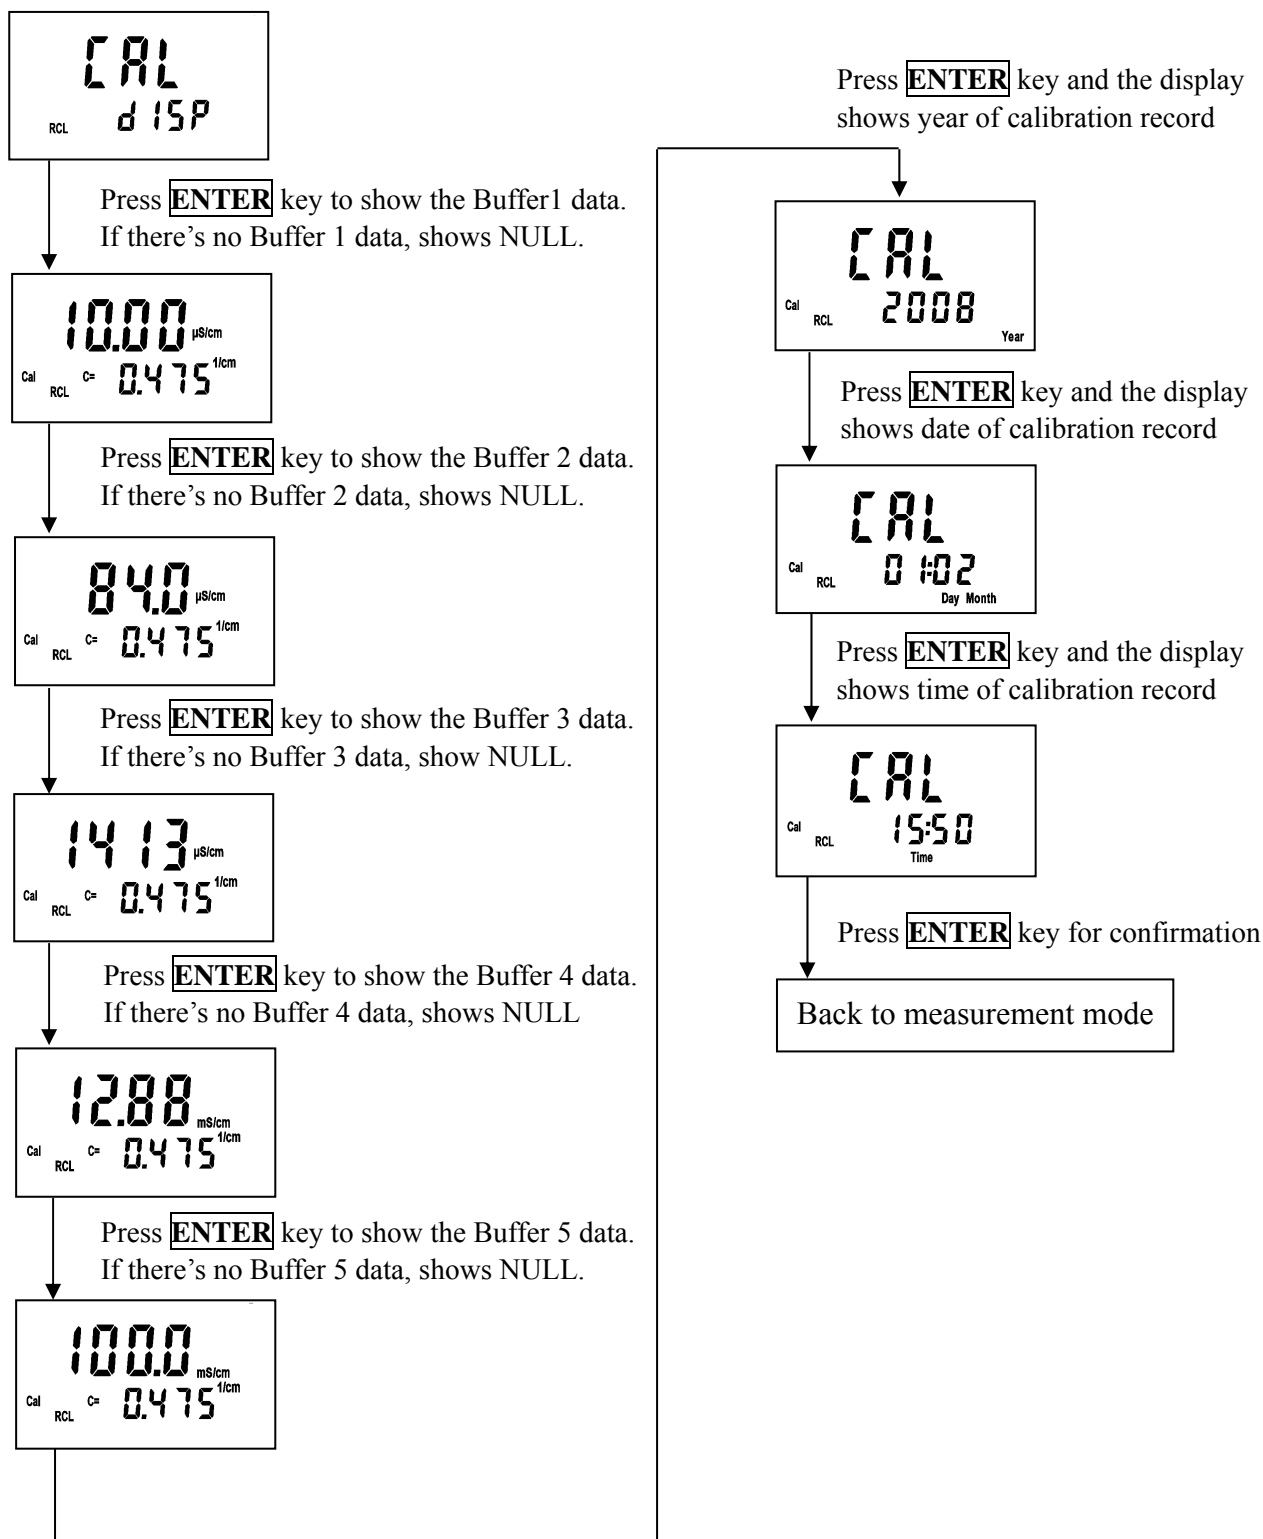 CAL
RCL dISP
Press ENTER key to show the Buffer1 data.
If there's no Buffer 1 data, shows NULL.
10.00 µS/cm
Cal RCL C= 0.475 1/cm
Press ENTER key to show the Buffer 2 data.
If there's no Buffer 2 data, shows NULL.
84.0 µS/cm
Cal RCL C= 0.475 1/cm
Press ENTER key to show the Buffer 3 data.
If there's no Buffer 3 data, show NULL.
1413 µS/cm
Cal RCL C= 0.475 1/cm
Press ENTER key to show the Buffer 4 data.
If there's no Buffer 4 data, shows NULL
12.88 mS/cm
Cal RCL C= 0.475 1/cm
Press ENTER key to show the Buffer 5 data.
If there's no Buffer 5 data, shows NULL.
100.0 mS/cm
Cal RCL C= 0.475 1/cm
Press ENTER key and the display
shows year of calibration record
CAL
Cal RCL 2008
Year
Press ENTER key and the display
shows date of calibration record
CAL
Cal RCL 01:02
Day Month
Press ENTER key and the display
shows time of calibration record
CAL
Cal RCL 15:50
Time
Press ENTER key for confirmation
Back to measurement mode